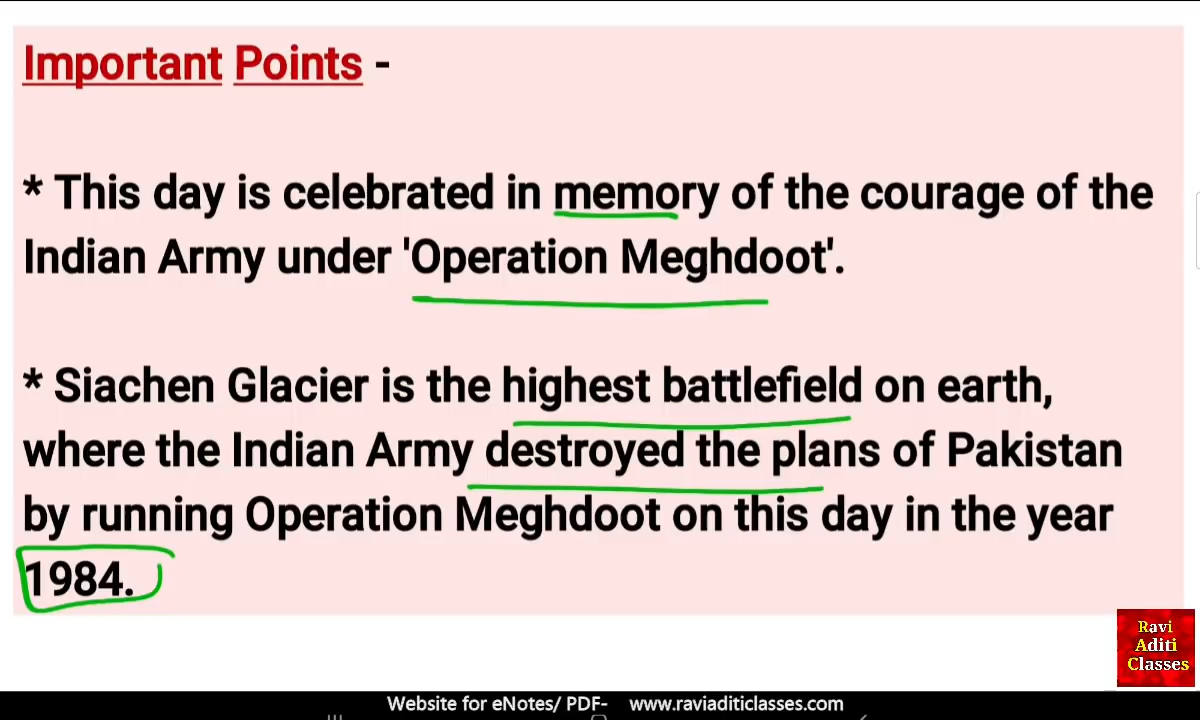 Important Points -
* This day is celebrated in memory of the courage of the
Indian Army under 'Operation Meghdoot'.
* Siachen Glacier is the highest battlefield on earth,
where the Indian Army destroyed the plans of Pakistan
by running Operation Meghdoot on this day in the year
1984.
Ravi
Aditi
Classes
Website for eNotes/ PDF- www.raviaditiclasses.com